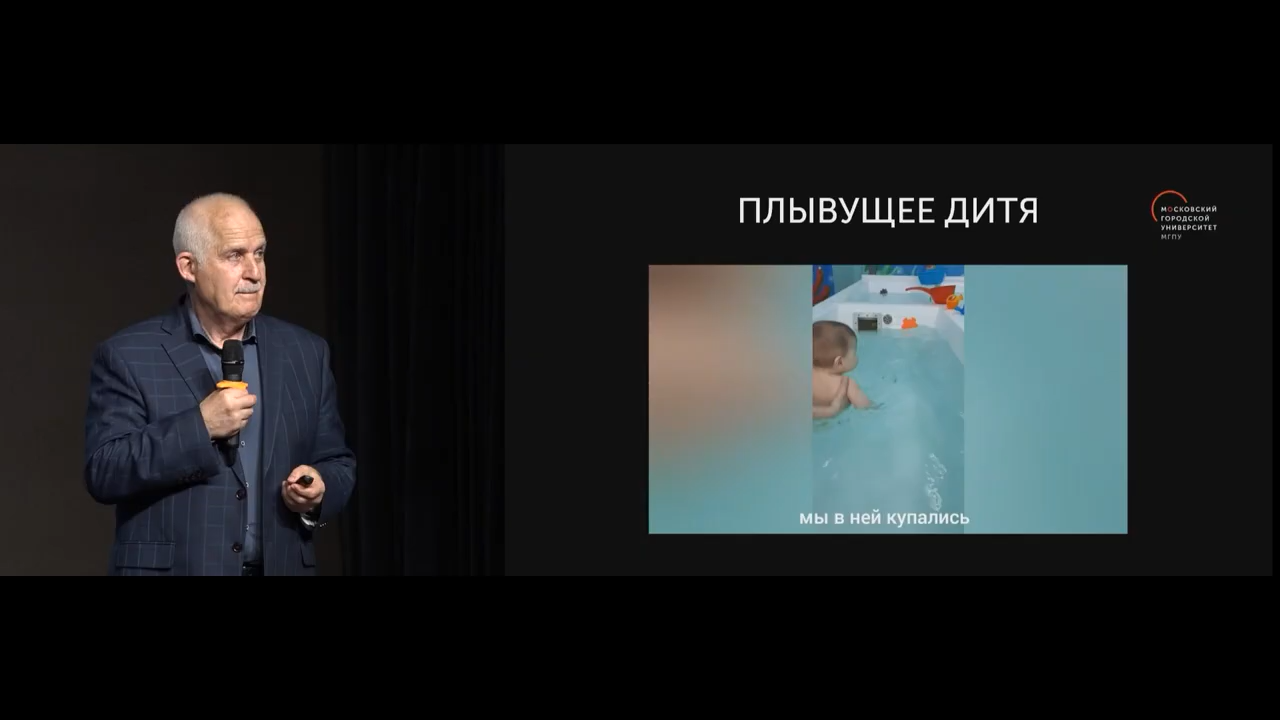 ПЛЫВУЩЕЕ ДИТЯ
МОСКОВСКИЙ
ГОРОДСКОЙ
УНИВЕРСИТЕТ
МГПУ
мы в ней купались